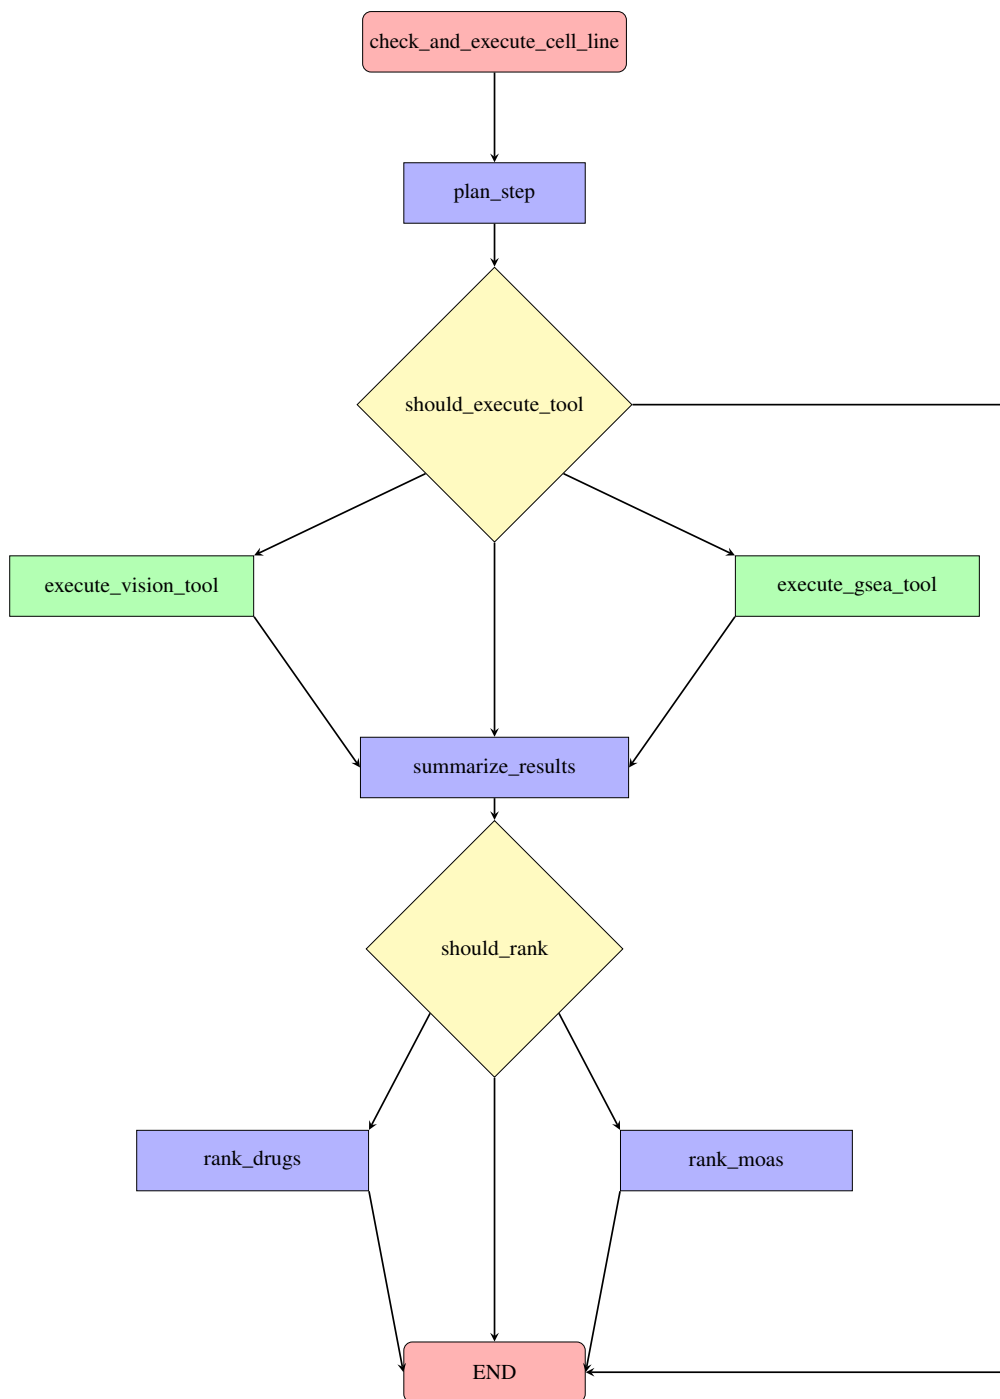 check_and_execute_cell_line
plan_step
should_execute_tool
execute_vision_tool
execute_gsea_tool
summarize_results
should_rank
rank_drugs
rank_moas
END